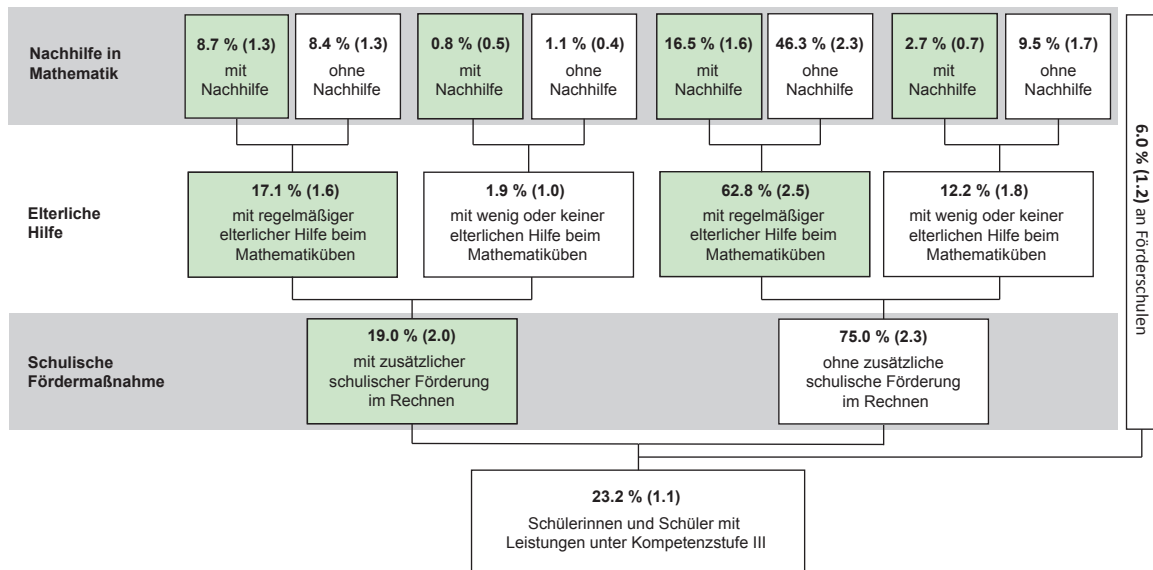 Nachhilfe in
Mathematik
8.7 % (1.3)
mit
Nachhilfe
8.4 % (1.3)
ohne
Nachhilfe
0.8 % (0.5)
mit
Nachhilfe
1.1 % (0.4)
ohne
Nachhilfe
16.5 % (1.6)
mit
Nachhilfe
46.3 % (2.3)
ohne
Nachhilfe
2.7 % (0.7)
mit
Nachhilfe
9.5 % (1.7)
ohne
Nachhilfe
Elterliche
Hilfe
17.1 % (1.6)
mit regelmäßiger
elterlicher Hilfe beim
Mathematiküben
1.9 % (1.0)
mit wenig oder keiner
elterlichen Hilfe beim
Mathematiküben
62.8 % (2.5)
mit regelmäßiger
elterlicher Hilfe beim
Mathematiküben
12.2 % (1.8)
mit wenig oder keiner
elterlichen Hilfe beim
Mathematiküben
Schulische
Fördermaßnahme
19.0 % (2.0)
mit zusätzlicher
schulischer Förderung
im Rechnen
75.0 % (2.3)
ohne zusätzliche
schulische Förderung
im Rechnen
6.0 % (1.2) an Förderschulen
23.2 % (1.1)
Schülerinnen und Schüler mit
Leistungen unter Kompetenzstufe III